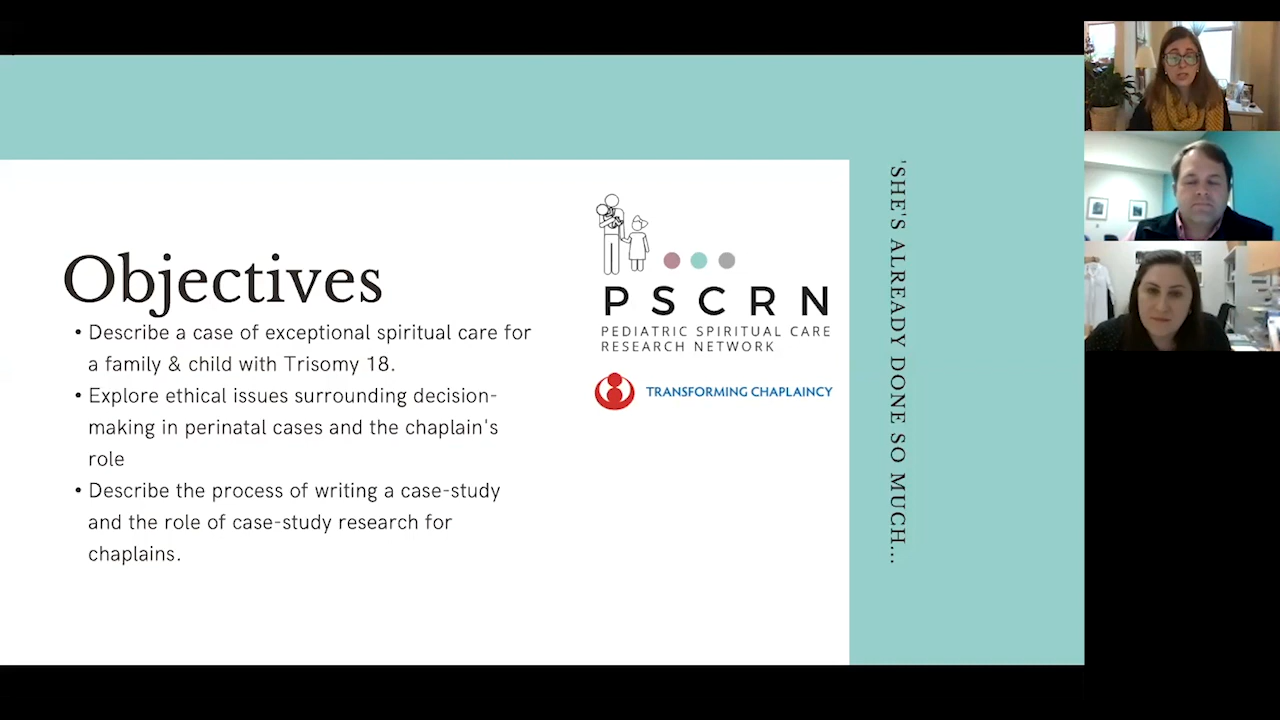 Objectives
• Describe a case of exceptional spiritual care for
a family & child with Trisomy 18.
• Explore ethical issues surrounding decision-
making in perinatal cases and the chaplain's
role
• Describe the process of writing a case-study
and the role of case-study research for
chaplains.
PSCRN
PEDIATRIC SPIRITUAL CARE
RESEARCH NETWORK
TRANSFORMING CHAPLAINCY
'SHE'S ALREADY DONE SO MUCH...